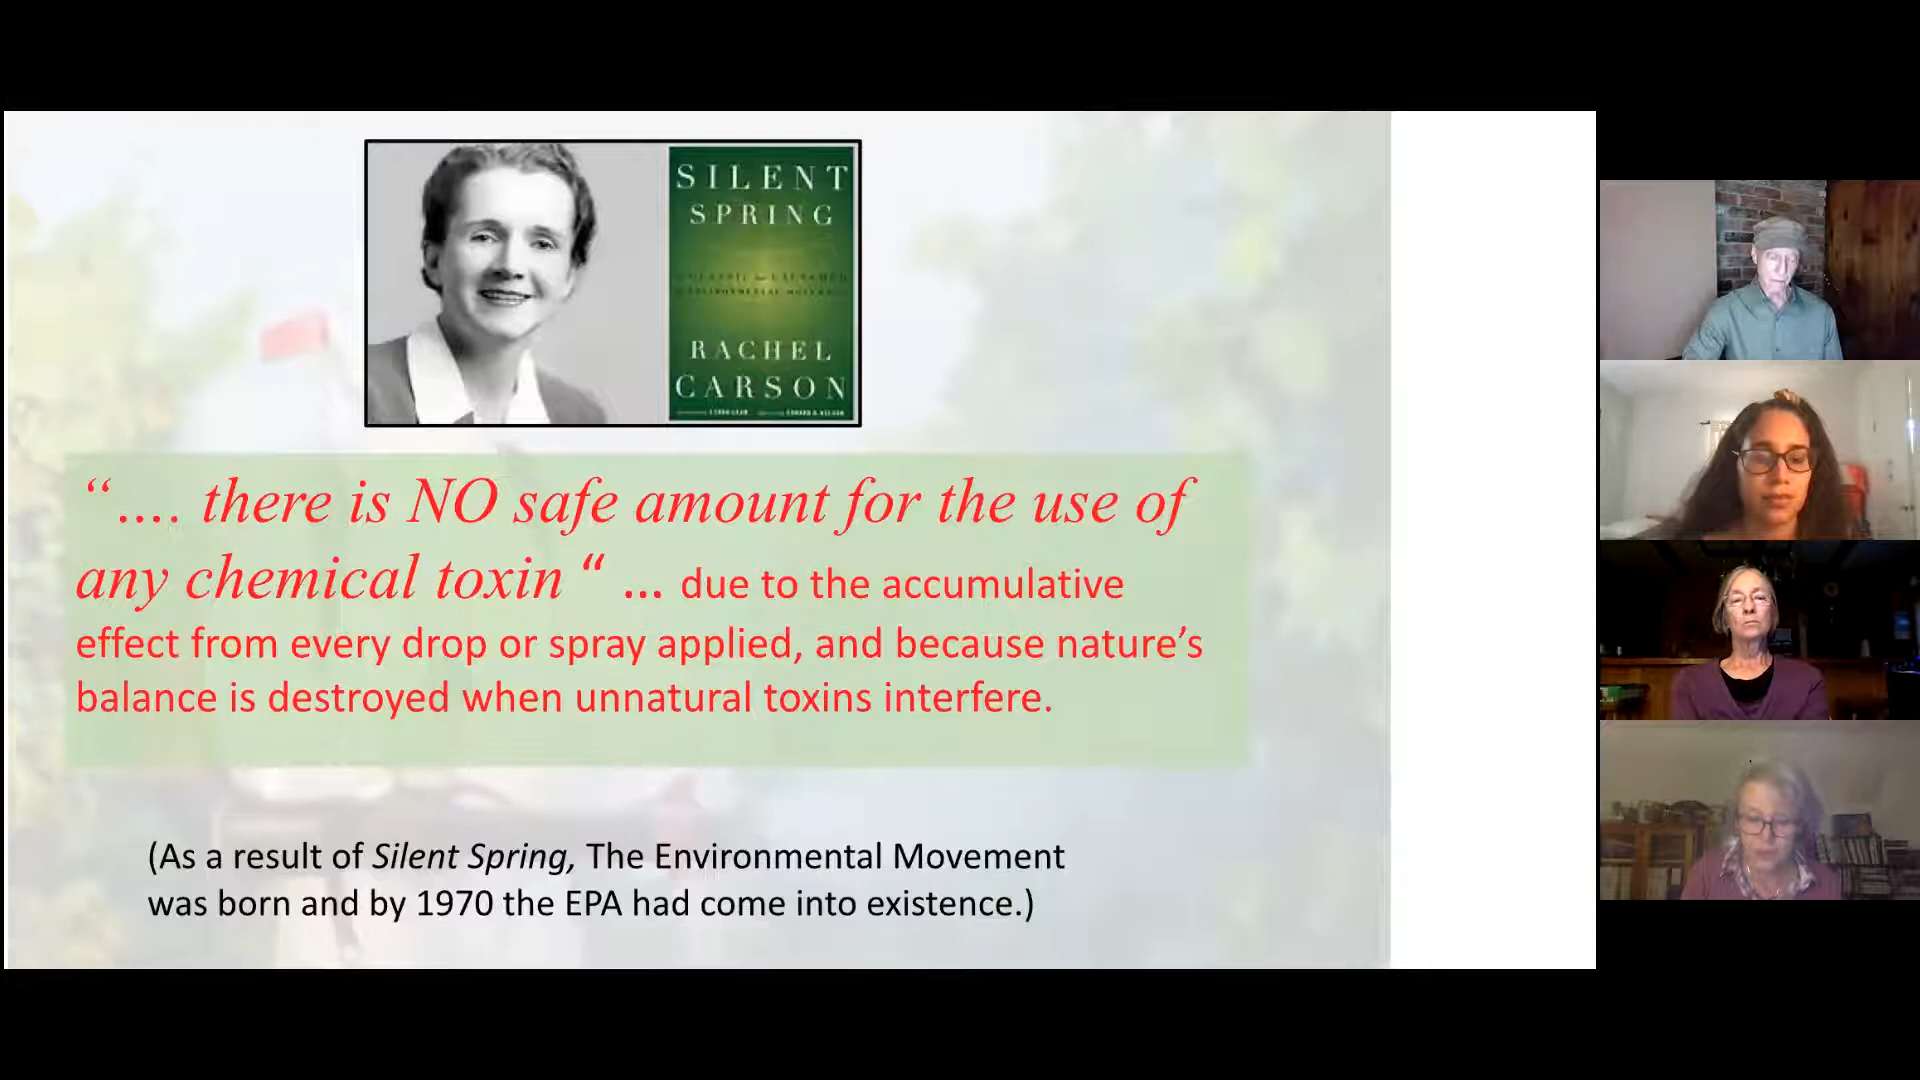 SILENT
SPRING
RACHEL
CARSON
“.... there is NO safe amount for the use of
any chemical toxin “ ... due to the accumulative
effect from every drop or spray applied, and because nature’s
balance is destroyed when unnatural toxins interfere.
(As a result of Silent Spring, The Environmental Movement
was born and by 1970 the EPA had come into existence.)